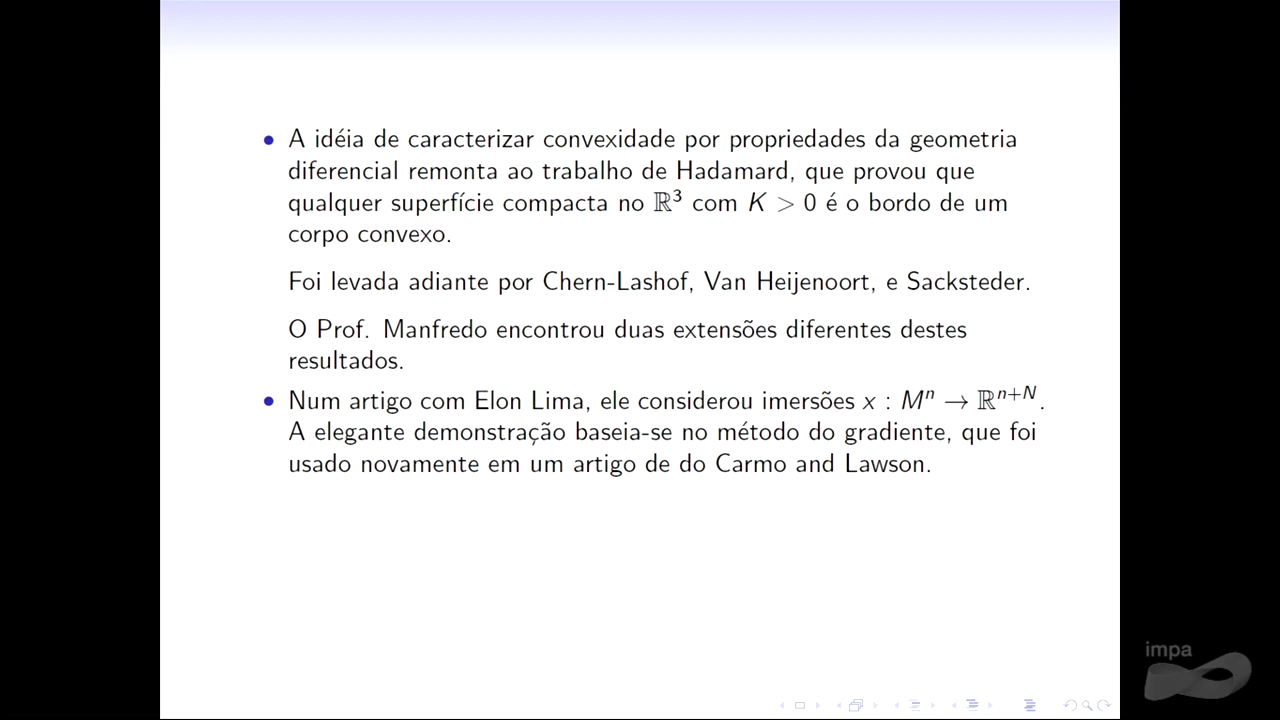 • A idéia de caracterizar convexidade por propriedades da geometria
diferencial remonta ao trabalho de Hadamard, que provou que
qualquer superfície compacta no ℝ³ com K > 0 é o bordo de um
corpo convexo.
Foi levada adiante por Chern-Lashof, Van Heijenoort, e Sacksteder.
O Prof. Manfredo encontrou duas extensões diferentes destes
resultados.
• Num artigo com Elon Lima, ele considerou imersões x : Mⁿ → ℝⁿ⁺ᴺ.
A elegante demonstração baseia-se no método do gradiente, que foi
usado novamente em um artigo de do Carmo and Lawson.
impa